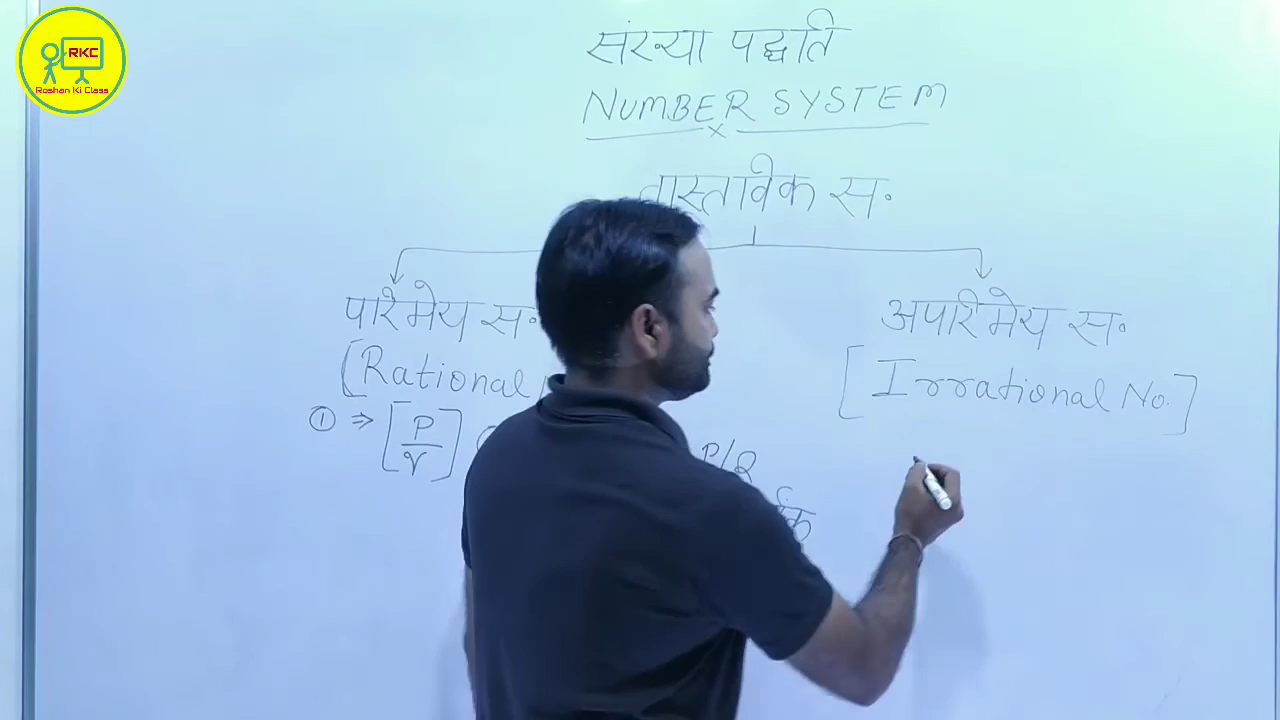 RKC
Roshan Ki Class
संख्या पद्धति
NUMBER SYSTEM
x
वास्तविक स॰
परिमेय स॰
अपरिमेय स॰
[Rational
[Irrational No.]
① ⇒ [P/q]
P/Q